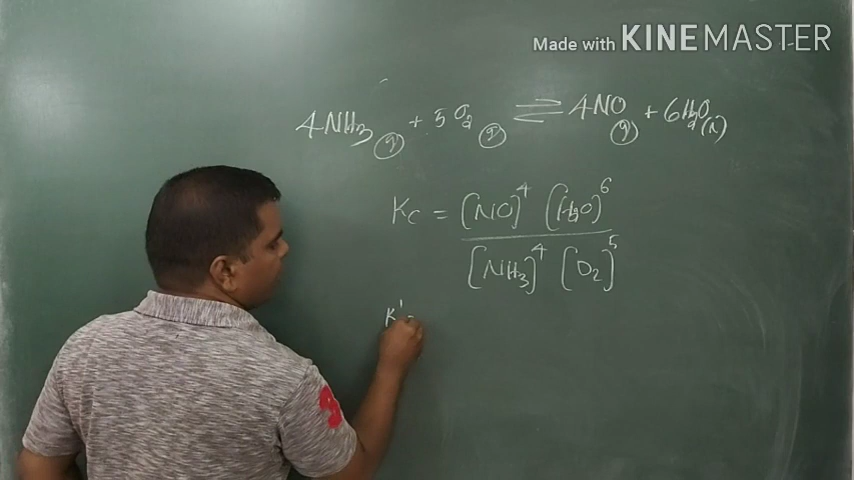 Made with KINEMASTER
4NH₃(g) + 5O₂(g) ⇌ 4NO(g) + 6H₂O
Kc = [NO]⁴ [H₂O]⁶
[NH₃]⁴ [O₂]⁵
K' =